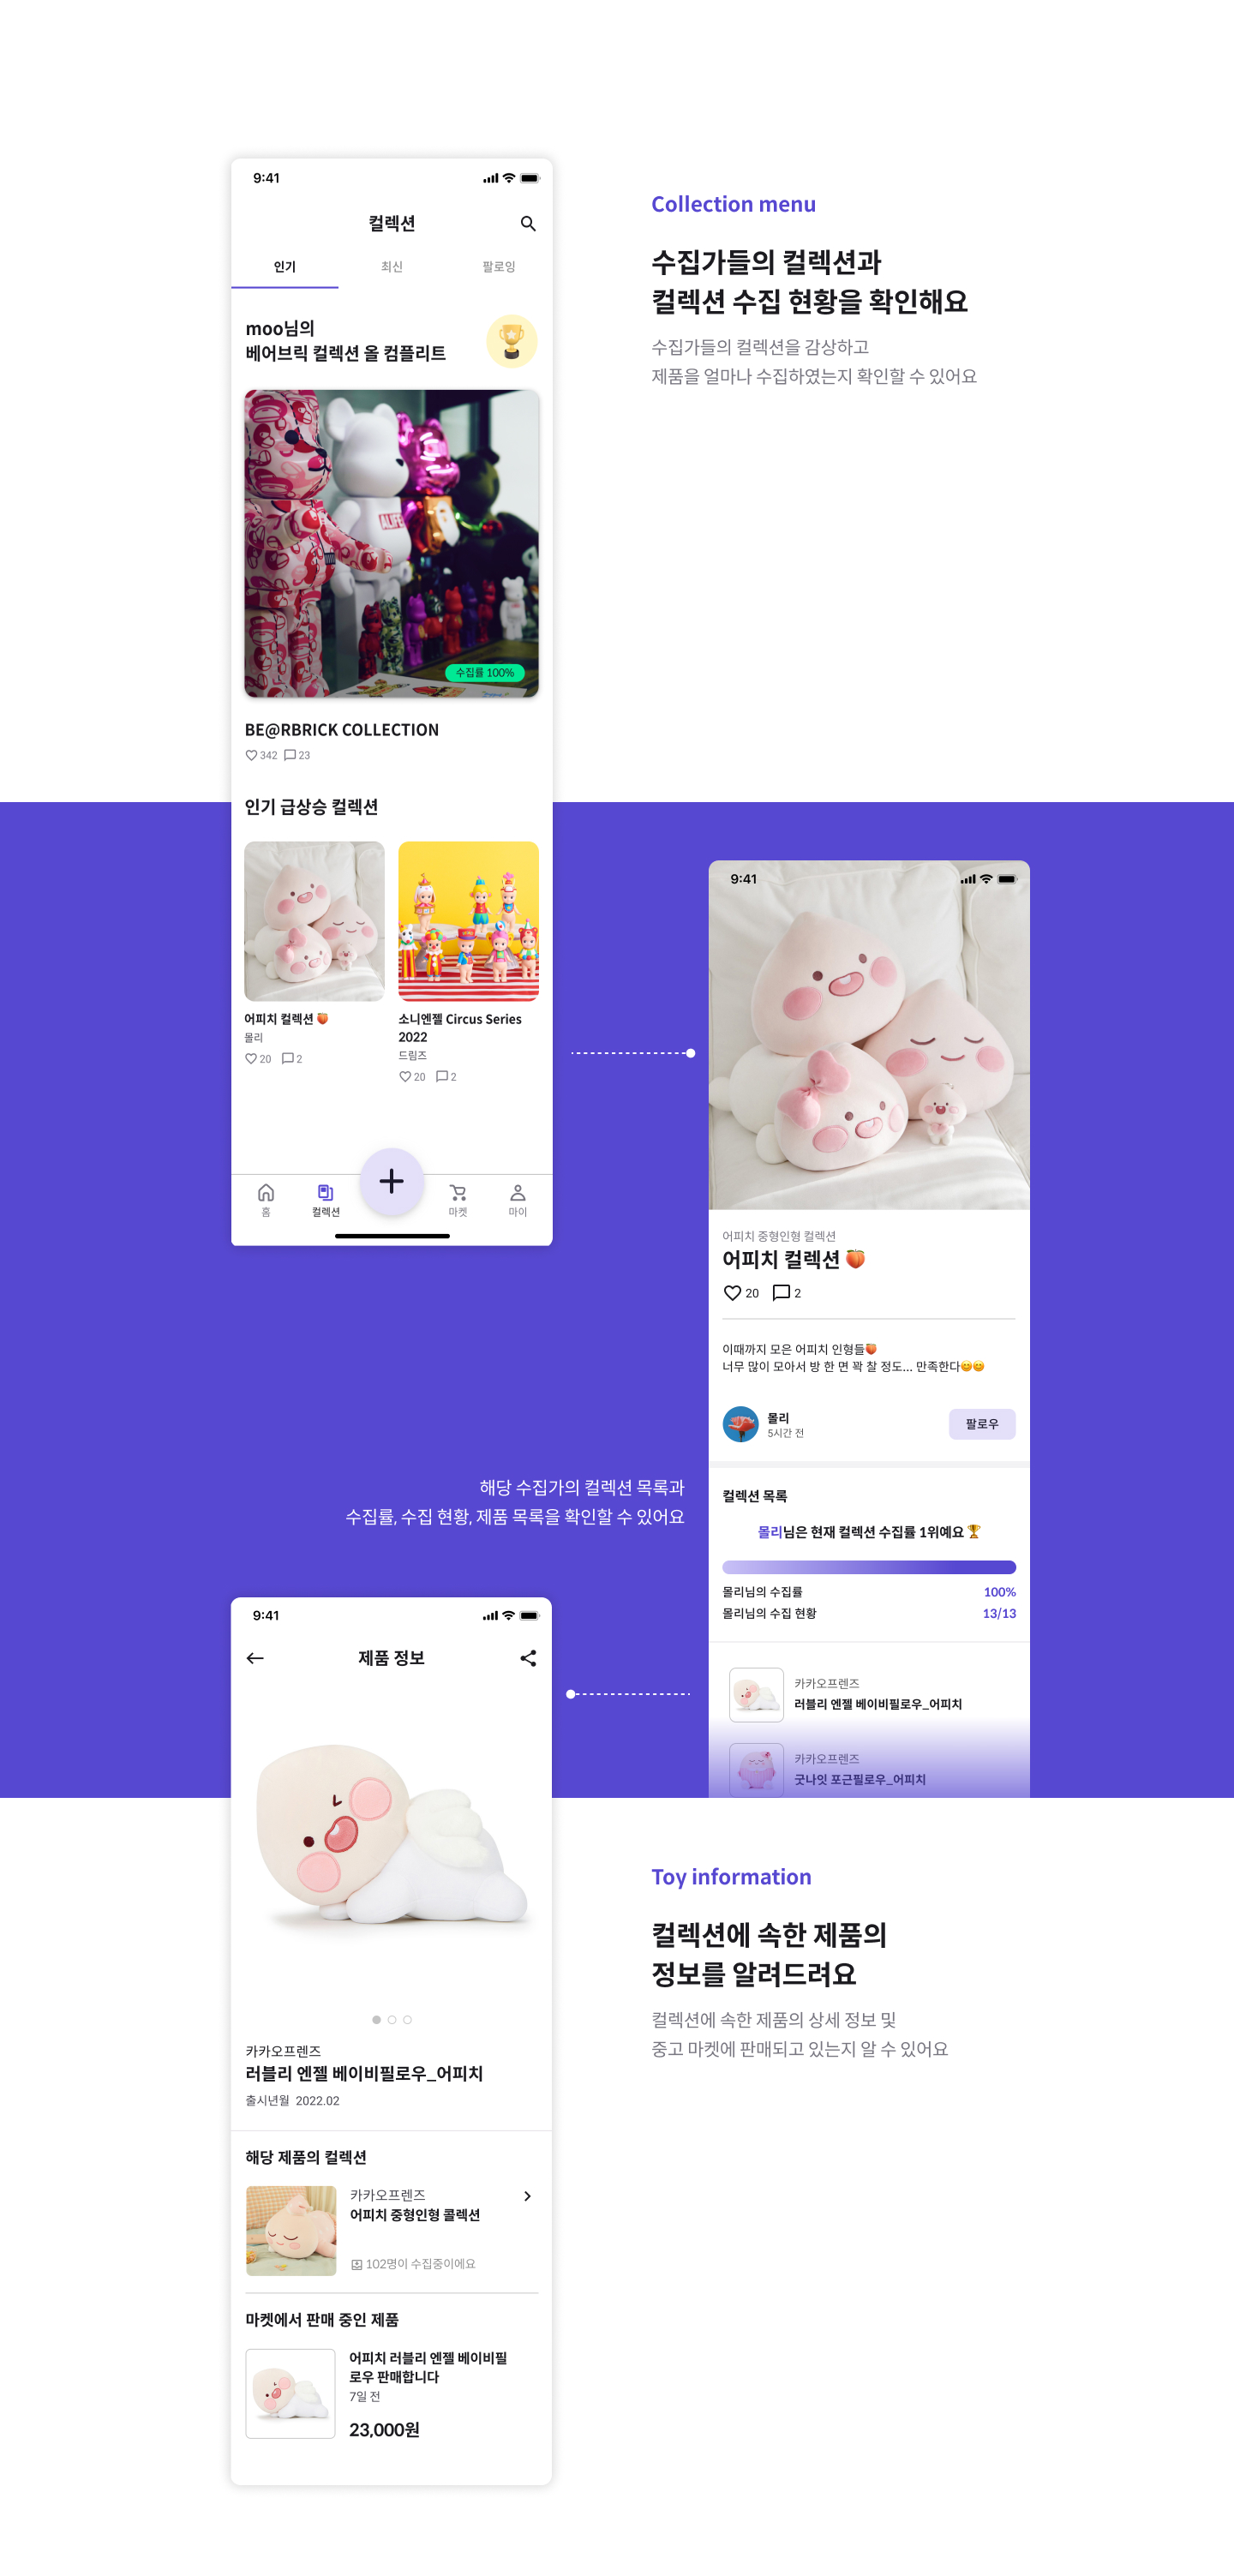 9:41
컬렉션
인기
최신
팔로잉
moo님의
베어브릭 컬렉션 올 컴플리트
ALIFE
수집률 100%
BE@RBRICK COLLECTION
342
23
인기 급상승 컬렉션
어피치 컬렉션 🍑
몰리
20
2
소니엔젤 Circus Series
2022
드림즈
20
2
홈
컬렉션
마켓
마이
Collection menu
수집가들의 컬렉션과
컬렉션 수집 현황을 확인해요
수집가들의 컬렉션을 감상하고
제품을 얼마나 수집하였는지 확인할 수 있어요
9:41
어피치 중형인형 컬렉션
어피치 컬렉션 🍑
20
2
이때까지 모은 어피치 인형들🍑
너무 많이 모아서 방 한 면 꽉 찰 정도... 만족한다😊😊
몰리
5시간 전
팔로우
컬렉션 목록
몰리님은 현재 컬렉션 수집률 1위예요 🏆
몰리님의 수집률
100%
몰리님의 수집 현황
13/13
카카오프렌즈
러블리 엔젤 베이비필로우_어피치
카카오프렌즈
굿나잇 포근필로우_어피치
해당 수집가의 컬렉션 목록과
수집률, 수집 현황, 제품 목록을 확인할 수 있어요
9:41
제품 정보
카카오프렌즈
러블리 엔젤 베이비필로우_어피치
출시년월 2022.02
해당 제품의 컬렉션
카카오프렌즈
어피치 중형인형 콜렉션
102명이 수집중이에요
마켓에서 판매 중인 제품
어피치 러블리 엔젤 베이비필
로우 판매합니다
7일 전
23,000원
Toy information
컬렉션에 속한 제품의
정보를 알려드려요
컬렉션에 속한 제품의 상세 정보 및
중고 마켓에 판매되고 있는지 알 수 있어요